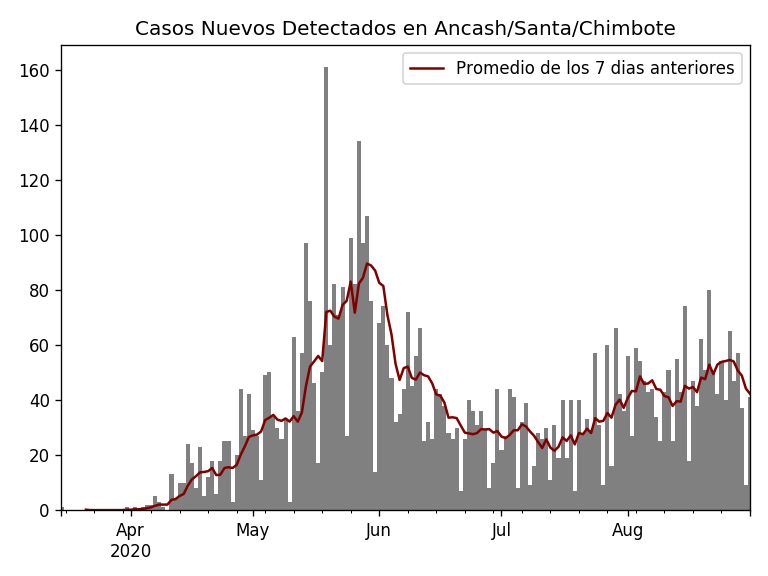 Casos Nuevos Detectados en Ancash/Santa/Chimbote
Promedio de los 7 dias anteriores
160
140
120
100
80
60
40
20
0
Apr
2020
May
Jun
Jul
Aug